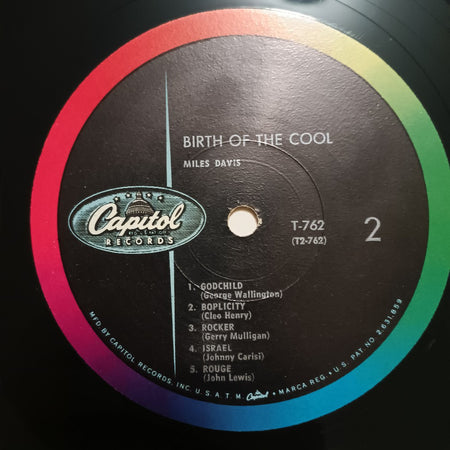 BIRTH OF THE COOL
MILES DAVIS
Capitol
RECORDS
T-762
(T2-762)
2
1. GODCHILD
(George Wallington)
2. BOPLICITY
(Cleo Henry)
3. ROCKER
(Gerry Mulligan)
4. ISRAEL
(Johnny Carisi)
5. ROUGE
(John Lewis)
MFD BY CAPITOL RECORDS, INC. U.S.A. T.M. Capitol MARCA REG. • U.S. PAT. NO. 2,631,859